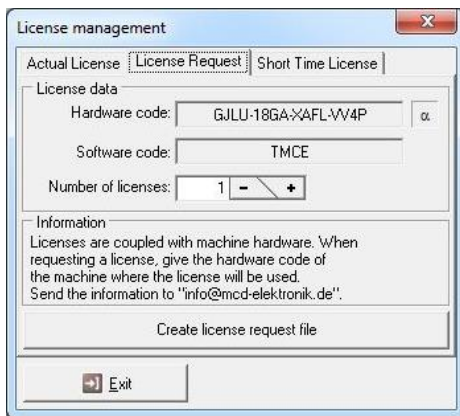 License management
Actual License License Request Short Time License
License data
Hardware code: GJLU-18GA-XAFL-VV4P α
Software code: TMCE
Number of licenses: 1 - +
Information
Licenses are coupled with machine hardware. When
requesting a license, give the hardware code of
the machine where the license will be used.
Send the information to "info@mcd-elektronik.de".
Create license request file
Exit